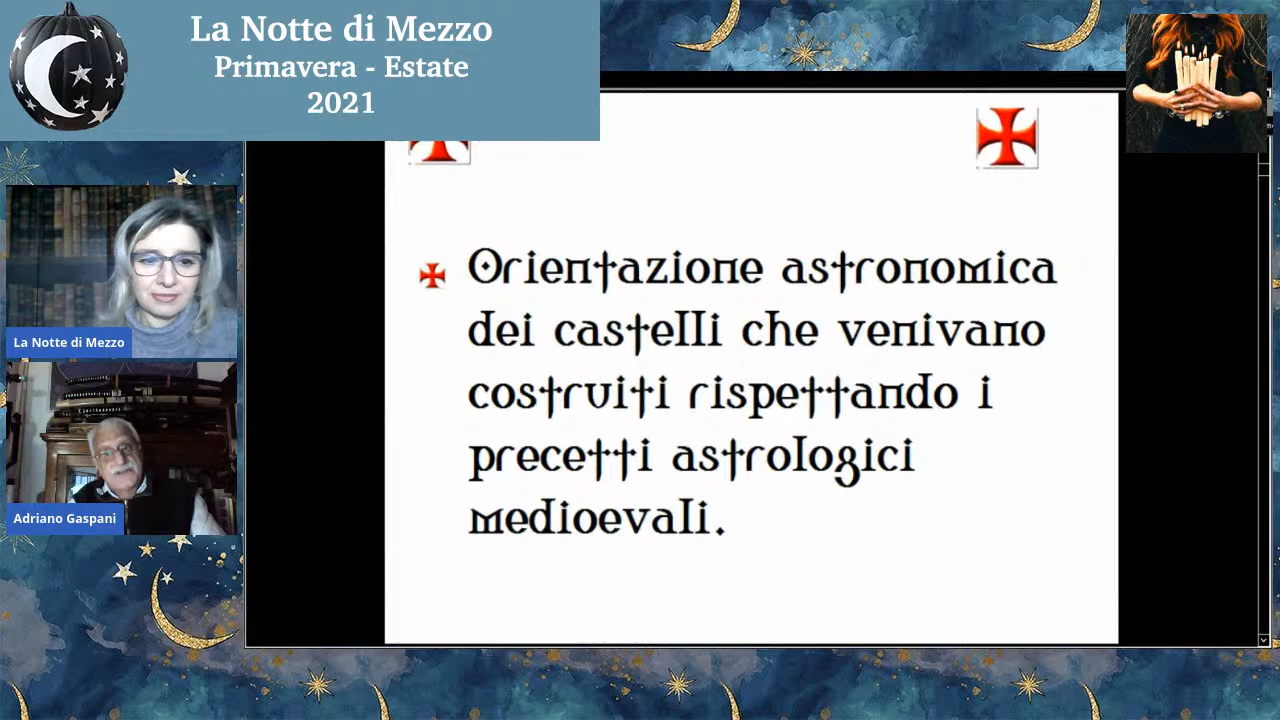 La Notte di Mezzo
Primavera - Estate
2021
La Notte di Mezzo
Adriano Gaspani
Orientazione astronomica
dei castelli che venivano
costruiti rispettando i
precetti astrologici
medioevali.